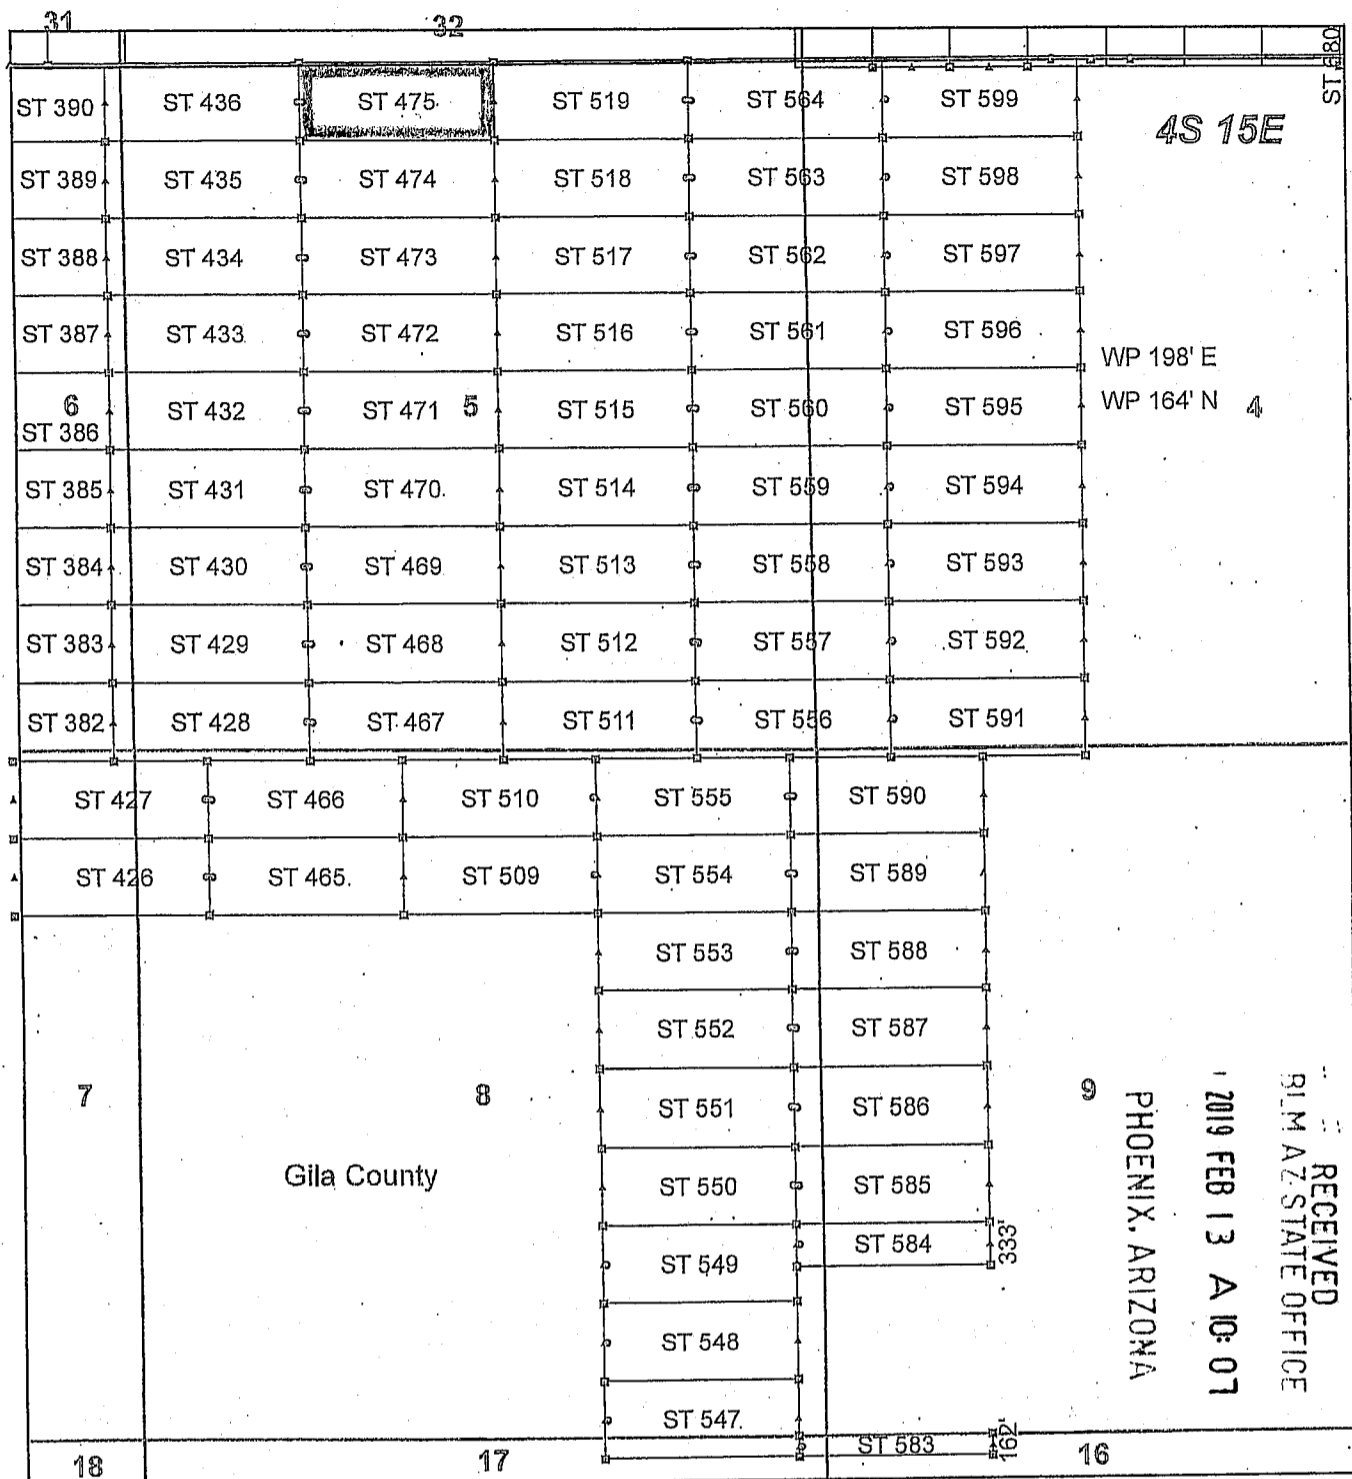 31 32
ST 390 ST 436 ST 475 ST 519 ST 564 ST 599
4S 15E
ST 389 ST 435 ST 474 ST 518 ST 563 ST 598
ST 388 ST 434 ST 473 ST 517 ST 562 ST 597
ST 387 ST 433 ST 472 ST 516 ST 561 ST 596
WP 198' E
6 ST 432 ST 471 5 ST 515 ST 560 ST 595 WP 164' N 4
ST 386
ST 385 ST 431 ST 470 ST 514 ST 559 ST 594
ST 384 ST 430 ST 469 ST 513 ST 558 ST 593
ST 383 ST 429 ST 468 ST 512 ST 557 ST 592
ST 382 ST 428 ST 467 ST 511 ST 556 ST 591
ST 427 ST 466 ST 510 ST 555 ST 590
ST 426 ST 465 ST 509 ST 554 ST 589
ST 553 ST 588
ST 552 ST 587
7 8 9
ST 551 ST 586
Gila County
ST 550 ST 585
ST 584 333'
ST 549
ST 548
ST 547
ST 583 162'
18 17 16
RECEIVED
BLM AZ STATE OFFICE
2019 FEB 13 A 10: 07
PHOENIX, ARIZONA